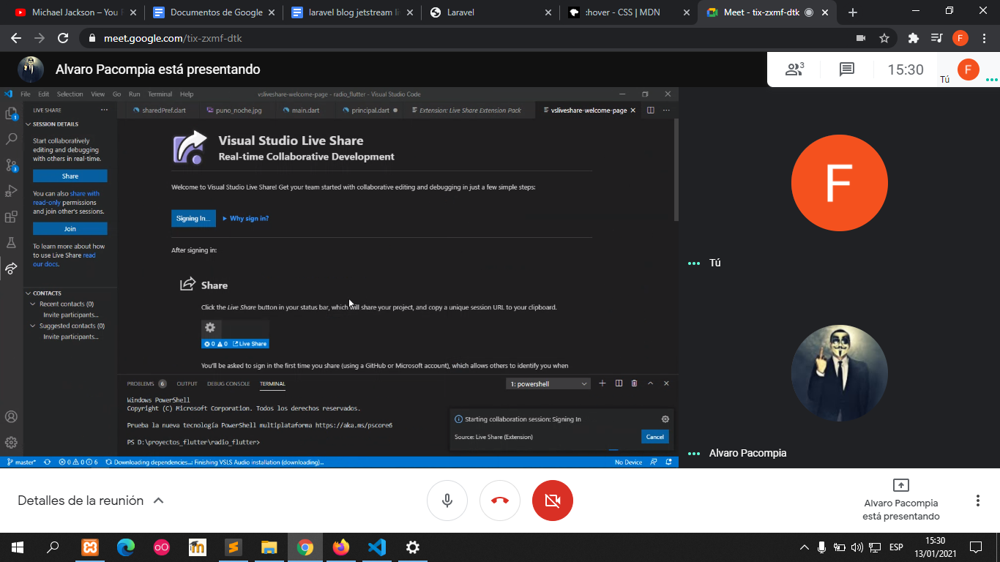 Michael Jackson – You R
Documentos de Google
laravel blog jetstream li
Laravel
:hover - CSS | MDN
Meet - tix-zxmf-dtk
meet.google.com/tix-zxmf-dtk
F
Alvaro Pacompia está presentando
3
15:30
Tú
F
File Edit Selection View Go Run Terminal Help
vsliveshare-welcome-page - radio_flutter - Visual Studio Code
LIVE SHARE
sharedPref.dart
puno_noche.jpg
main.dart
principal.dart
Extension: Live Share Extension Pack
vsliveshare-welcome-page
1
3
SESSION DETAILS
Start collaboratively
editing and debugging
with others in real-time.
Share
You can also share with
read-only permissions
and join other's sessions.
Join
To learn more about how
to use Live Share read
our docs.
CONTACTS
Recent contacts (0)
Invite participants...
Suggested contacts (0)
Invite participants...
Visual Studio Live Share
Real-time Collaborative Development
Welcome to Visual Studio Live Share! Get your team started with collaborative editing and debugging in just a few simple steps:
Signing In...
Why sign in?
After signing in:
Share
Click the Live Share button in your status bar, which will share your project, and copy a unique session URL to your clipboard.
0 0 Live Share
You'll be asked to sign in the first time you share (using a GitHub or Microsoft account), which allows others to identify you when
PROBLEMS 6 OUTPUT DEBUG CONSOLE TERMINAL
1: powershell
Windows PowerShell
Copyright (C) Microsoft Corporation. Todos los derechos reservados.
Prueba la nueva tecnología PowerShell multiplataforma https://aka.ms/pscore6
PS D:\proyectos_flutter\radio_flutter>
Starting collaboration session: Signing In
Source: Live Share (Extension)
Cancel
master*
0 0 6
Downloading dependencies...: Finishing VSLS Audio installation (downloading)...
No Device
F
Tú
Alvaro Pacompia
Detalles de la reunión
Alvaro Pacompia
está presentando
ESP
15:30
13/01/2021